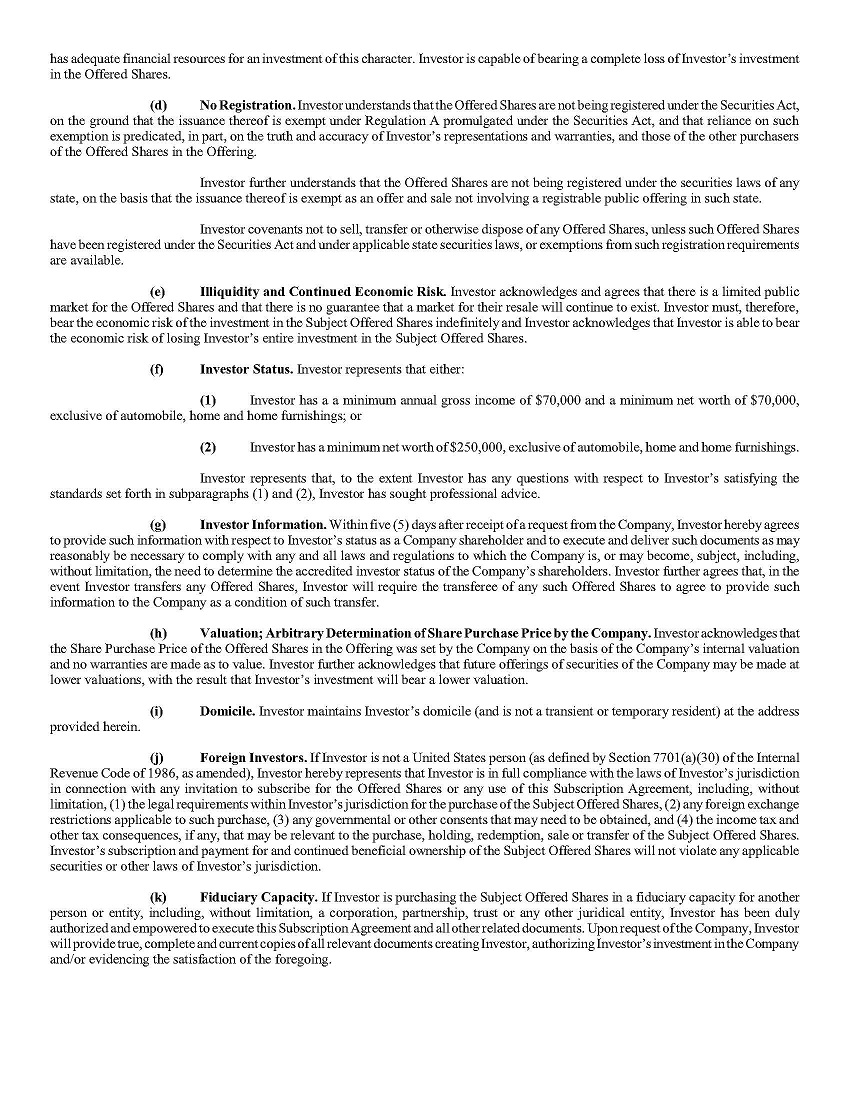 has adequate financial resources for an investment of this character. Investor is capable of bearing a complete loss of Investor’s investment
in the Offered Shares.
(d) No Registration. Investor understands that the Offered Shares are not being registered under the Securities Act,
on the ground that the issuance thereof is exempt under Regulation A promulgated under the Securities Act, and that reliance on such
exemption is predicated, in part, on the truth and accuracy of Investor’s representations and warranties, and those of the other purchasers
of the Offered Shares in the Offering.
Investor further understands that the Offered Shares are not being registered under the securities laws of any
state, on the basis that the issuance thereof is exempt as an offer and sale not involving a registrable public offering in such state.
Investor covenants not to sell, transfer or otherwise dispose of any Offered Shares, unless such Offered Shares
have been registered under the Securities Act and under applicable state securities laws, or exemptions from such registration requirements
are available.
(e) Illiquidity and Continued Economic Risk. Investor acknowledges and agrees that there is a limited public
market for the Offered Shares and that there is no guarantee that a market for their resale will continue to exist. Investor must, therefore,
bear the economic risk of the investment in the Subject Offered Shares indefinitely and Investor acknowledges that Investor is able to bear
the economic risk of losing Investor’s entire investment in the Subject Offered Shares.
(f) Investor Status. Investor represents that either:
(1) Investor has a a minimum annual gross income of $70,000 and a minimum net worth of $70,000,
exclusive of automobile, home and home furnishings; or
(2) Investor has a minimum net worth of $250,000, exclusive of automobile, home and home furnishings.
Investor represents that, to the extent Investor has any questions with respect to Investor’s satisfying the
standards set forth in subparagraphs (1) and (2), Investor has sought professional advice.
(g) Investor Information. Within five (5) days after receipt of a request from the Company, Investor hereby agrees
to provide such information with respect to Investor’s status as a Company shareholder and to execute and deliver such documents as may
reasonably be necessary to comply with any and all laws and regulations to which the Company is, or may become, subject, including,
without limitation, the need to determine the accredited investor status of the Company’s shareholders. Investor further agrees that, in the
event Investor transfers any Offered Shares, Investor will require the transferee of any such Offered Shares to agree to provide such
information to the Company as a condition of such transfer.
(h) Valuation; Arbitrary Determination of Share Purchase Price by the Company. Investor acknowledges that
the Share Purchase Price of the Offered Shares in the Offering was set by the Company on the basis of the Company’s internal valuation
and no warranties are made as to value. Investor further acknowledges that future offerings of securities of the Company may be made at
lower valuations, with the result that Investor’s investment will bear a lower valuation.
(i) Domicile. Investor maintains Investor’s domicile (and is not a transient or temporary resident) at the address
provided herein.
(j) Foreign Investors. If Investor is not a United States person (as defined by Section 7701(a)(30) of the Internal
Revenue Code of 1986, as amended), Investor hereby represents that Investor is in full compliance with the laws of Investor’s jurisdiction
in connection with any invitation to subscribe for the Offered Shares or any use of this Subscription Agreement, including, without
limitation, (1) the legal requirements within Investor’s jurisdiction for the purchase of the Subject Offered Shares, (2) any foreign exchange
restrictions applicable to such purchase, (3) any governmental or other consents that may need to be obtained, and (4) the income tax and
other tax consequences, if any, that may be relevant to the purchase, holding, redemption, sale or transfer of the Subject Offered Shares.
Investor’s subscription and payment for and continued beneficial ownership of the Subject Offered Shares will not violate any applicable
securities or other laws of Investor’s jurisdiction.
(k) Fiduciary Capacity. If Investor is purchasing the Subject Offered Shares in a fiduciary capacity for another
person or entity, including, without limitation, a corporation, partnership, trust or any other juridical entity, Investor has been duly
authorized and empowered to execute this Subscription Agreement and all other related documents. Upon request of the Company, Investor
will provide true, complete and current copies of all relevant documents creating Investor, authorizing Investor’s investment in the Company
and/or evidencing the satisfaction of the foregoing.